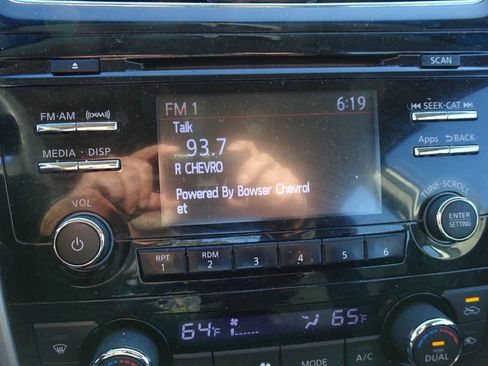 SCAN
FM·AM (XM)
MEDIA · DISP
VOL
FM 1 6:19
Talk
93.7
R CHEVRO
Powered By Bowser Chevrol
et
SEEK·CAT
Apps BACK
TUNE·SCROLL
ENTER
SETTING
RPT
1
RDM
2
3
4
5
6
64°F 65°F
MODE
A/C
DUAL